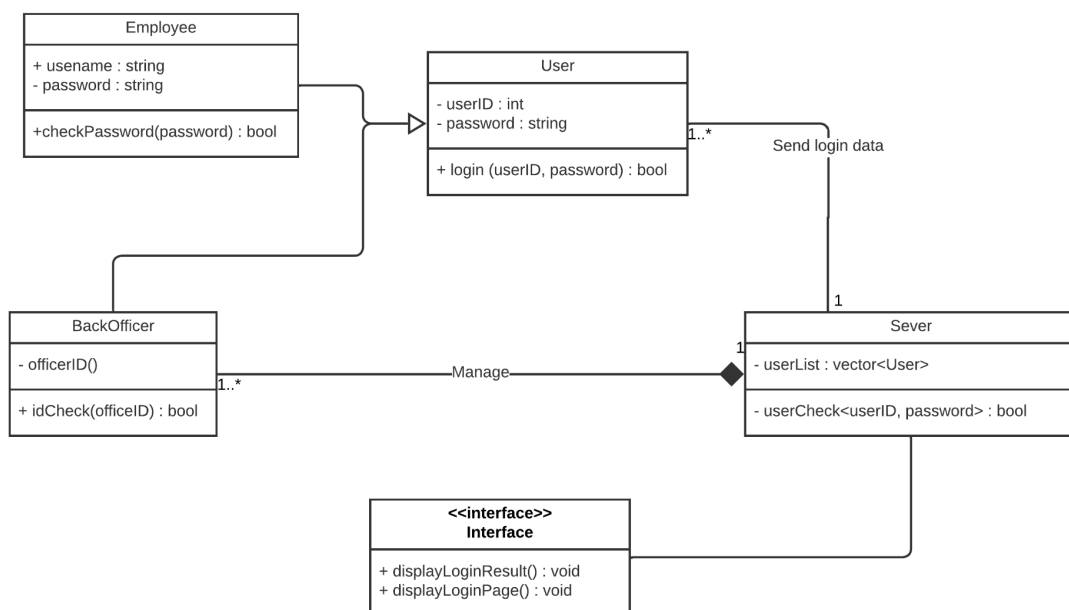 Employee
+ usename : string
- password : string
+checkPassword(password) : bool
User
- userID : int
- password : string
+ login (userID, password) : bool
1..*
Send login data
1
BackOfficer
- officerID()
+ idCheck(officeID) : bool
1..*
Manage
1
Sever
- userList : vector<User>
- userCheck<userID, password> : bool
<<interface>>
Interface
+ displayLoginResult() : void
+ displayLoginPage() : void